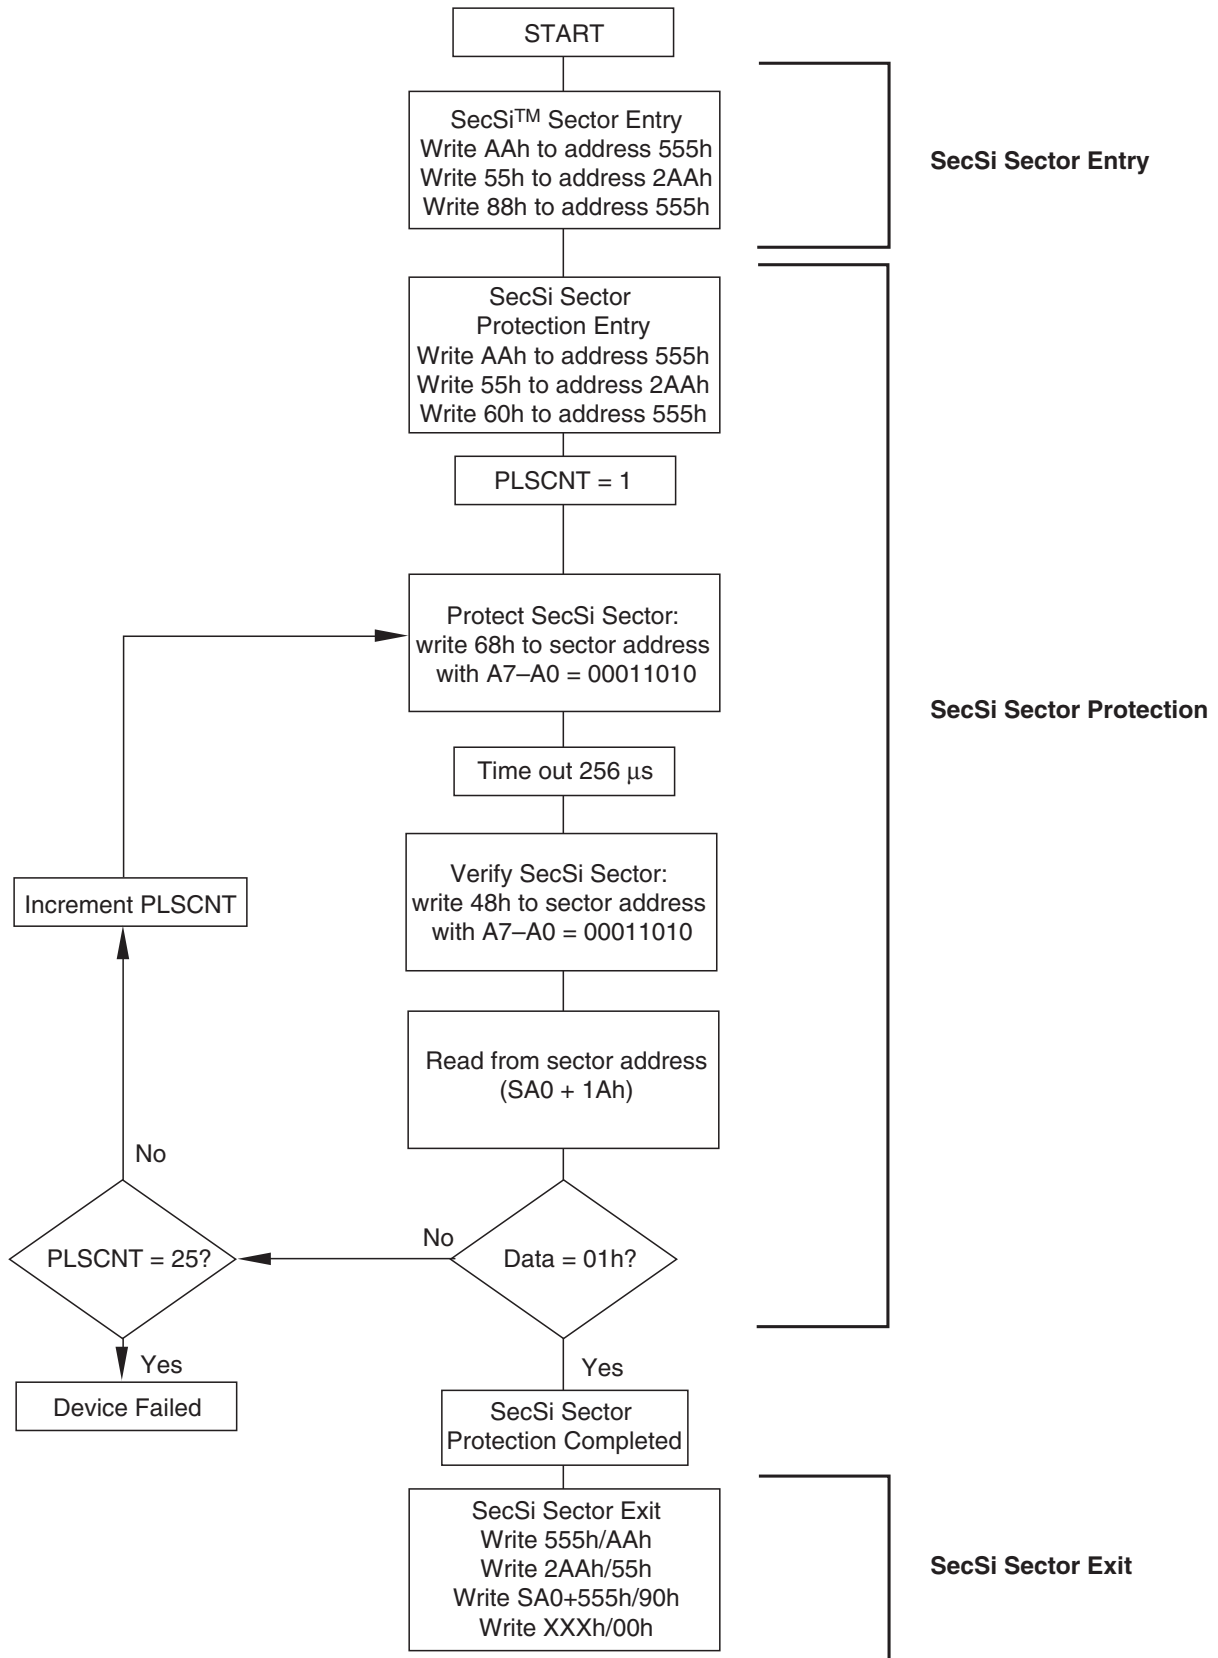 START
SecSi™ Sector Entry
Write AAh to address 555h
Write 55h to address 2AAh
Write 88h to address 555h
SecSi Sector Entry
SecSi Sector
Protection Entry
Write AAh to address 555h
Write 55h to address 2AAh
Write 60h to address 555h
PLSCNT = 1
Protect SecSi Sector:
write 68h to sector address
with A7–A0 = 00011010
SecSi Sector Protection
Time out 256 µs
Verify SecSi Sector:
write 48h to sector address
with A7–A0 = 00011010
Increment PLSCNT
Read from sector address
(SA0 + 1Ah)
No
No
PLSCNT = 25?
Data = 01h?
Yes
Yes
Device Failed
SecSi Sector
Protection Completed
SecSi Sector Exit
Write 555h/AAh
Write 2AAh/55h
Write SA0+555h/90h
Write XXXh/00h
SecSi Sector Exit